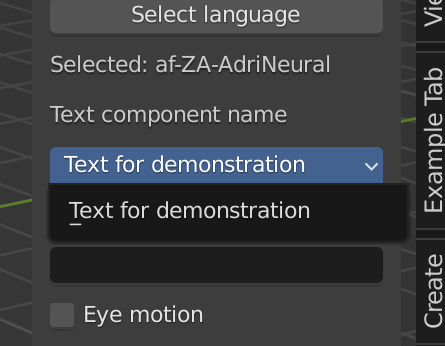 Select language
Selected: af-ZA-AdriNeural
Text component name
Text for demonstration
Text for demonstration
Eye motion
Example Tab
Create